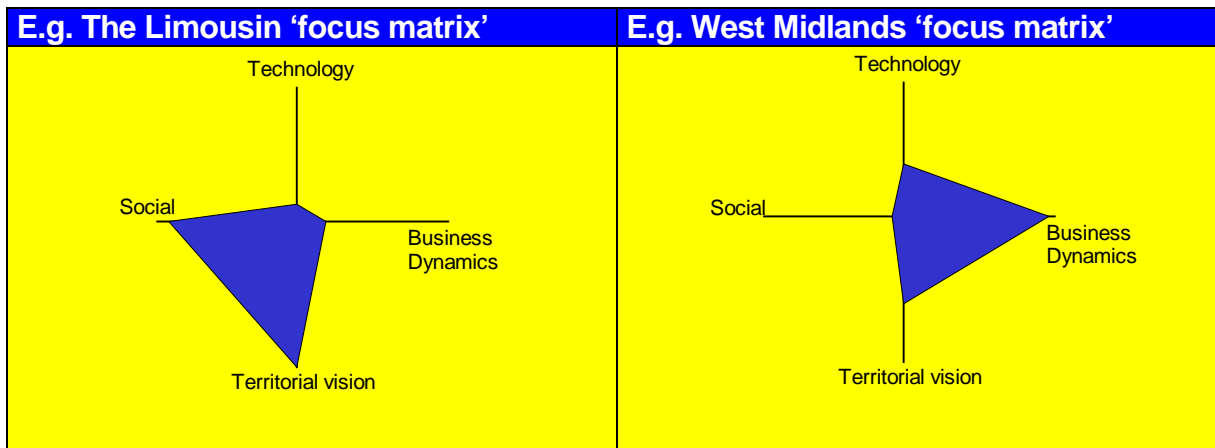 E.g. The Limousin ‘focus matrix’
Technology
Social
Business
Dynamics
Territorial vision
E.g. West Midlands ‘focus matrix’
Technology
Social
Business
Dynamics
Territorial vision